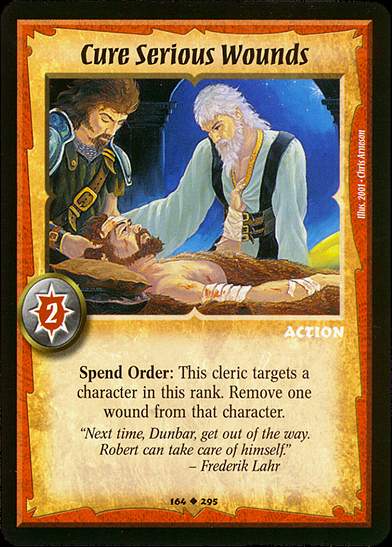 Cure Serious Wounds
Illus. 2001 • Chris Arneson
2
ACTION
Spend Order: This cleric targets a
character in this rank. Remove one
wound from that character.
"Next time, Dunbar, get out of the way.
Robert can take care of himself."
– Frederik Lahr
164 ◆ 295